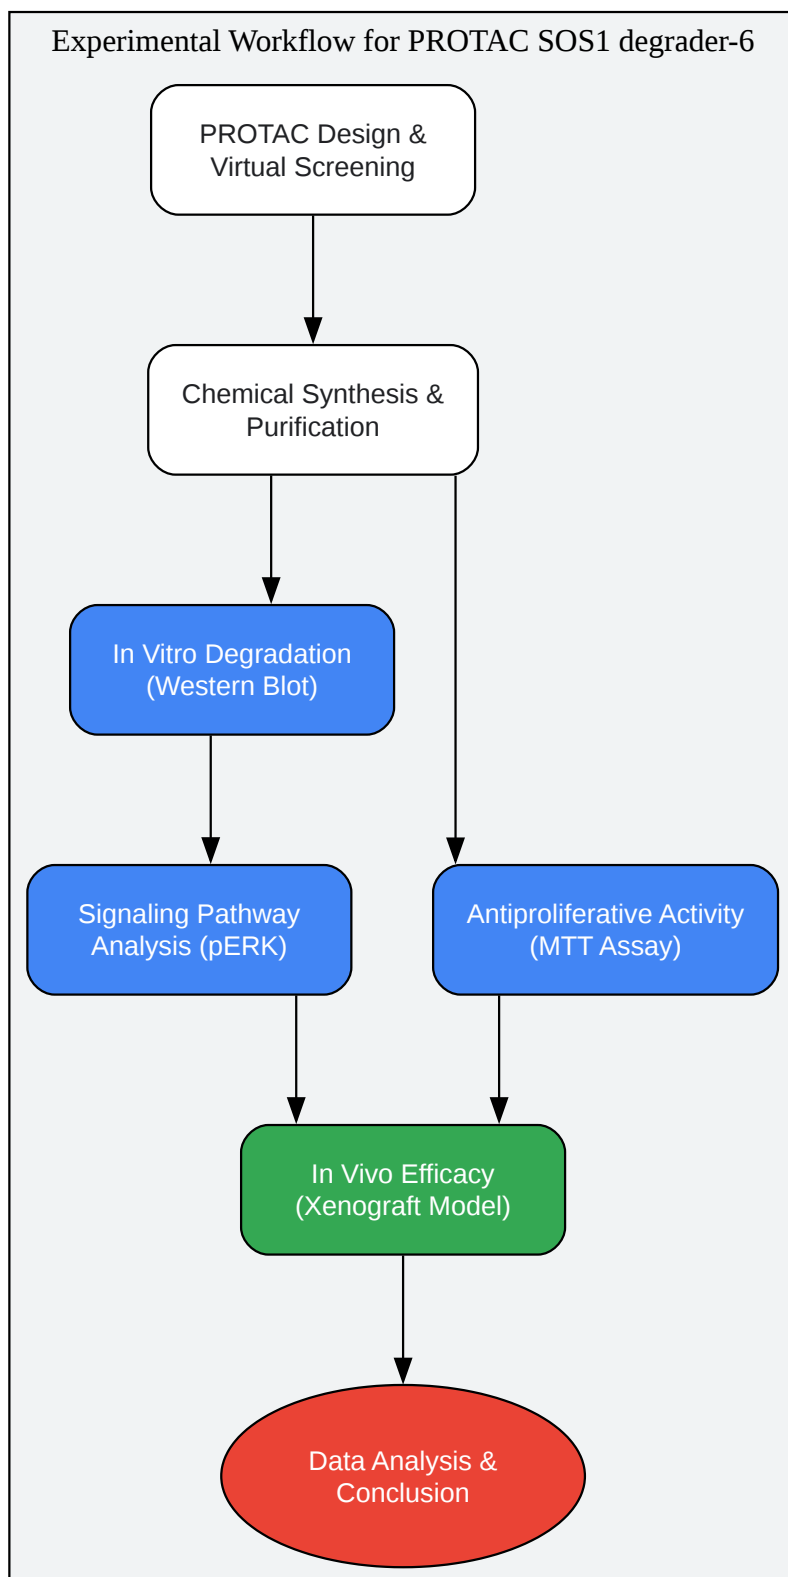 Experimental Workflow for PROTAC SOS1 degrader-6
PROTAC Design &
Virtual Screening
Chemical Synthesis &
Purification
In Vitro Degradation
(Western Blot)
Signaling Pathway
Analysis (pERK)
Antiproliferative Activity
(MTT Assay)
In Vivo Efficacy
(Xenograft Model)
Data Analysis &
Conclusion